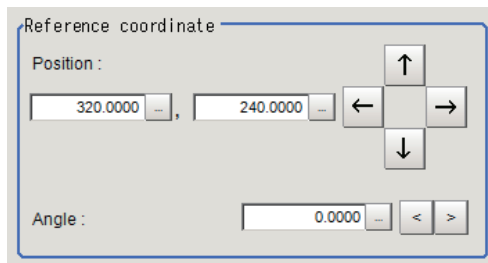 Reference coordinate
Position :
↑
320.0000 ... , 240.0000 ... ← →
↓
Angle : 0.0000 ... < >